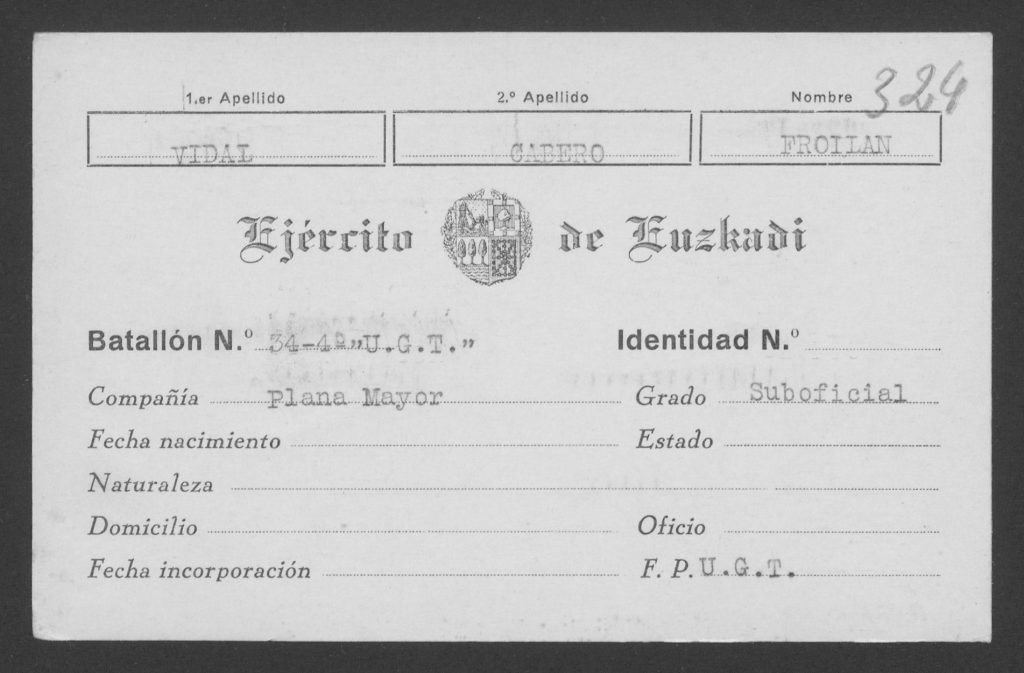 324
1.er Apellido 2.º Apellido Nombre
VIDAL CABERO FROILAN
Ejército de Euzkadi
Batallón N.º 34-4º„U.G.T.” Identidad N.º
Compañía Plana Mayor Grado Suboficial
Fecha nacimiento Estado
Naturaleza
Domicilio Oficio
Fecha incorporación F. P. U.G.T.